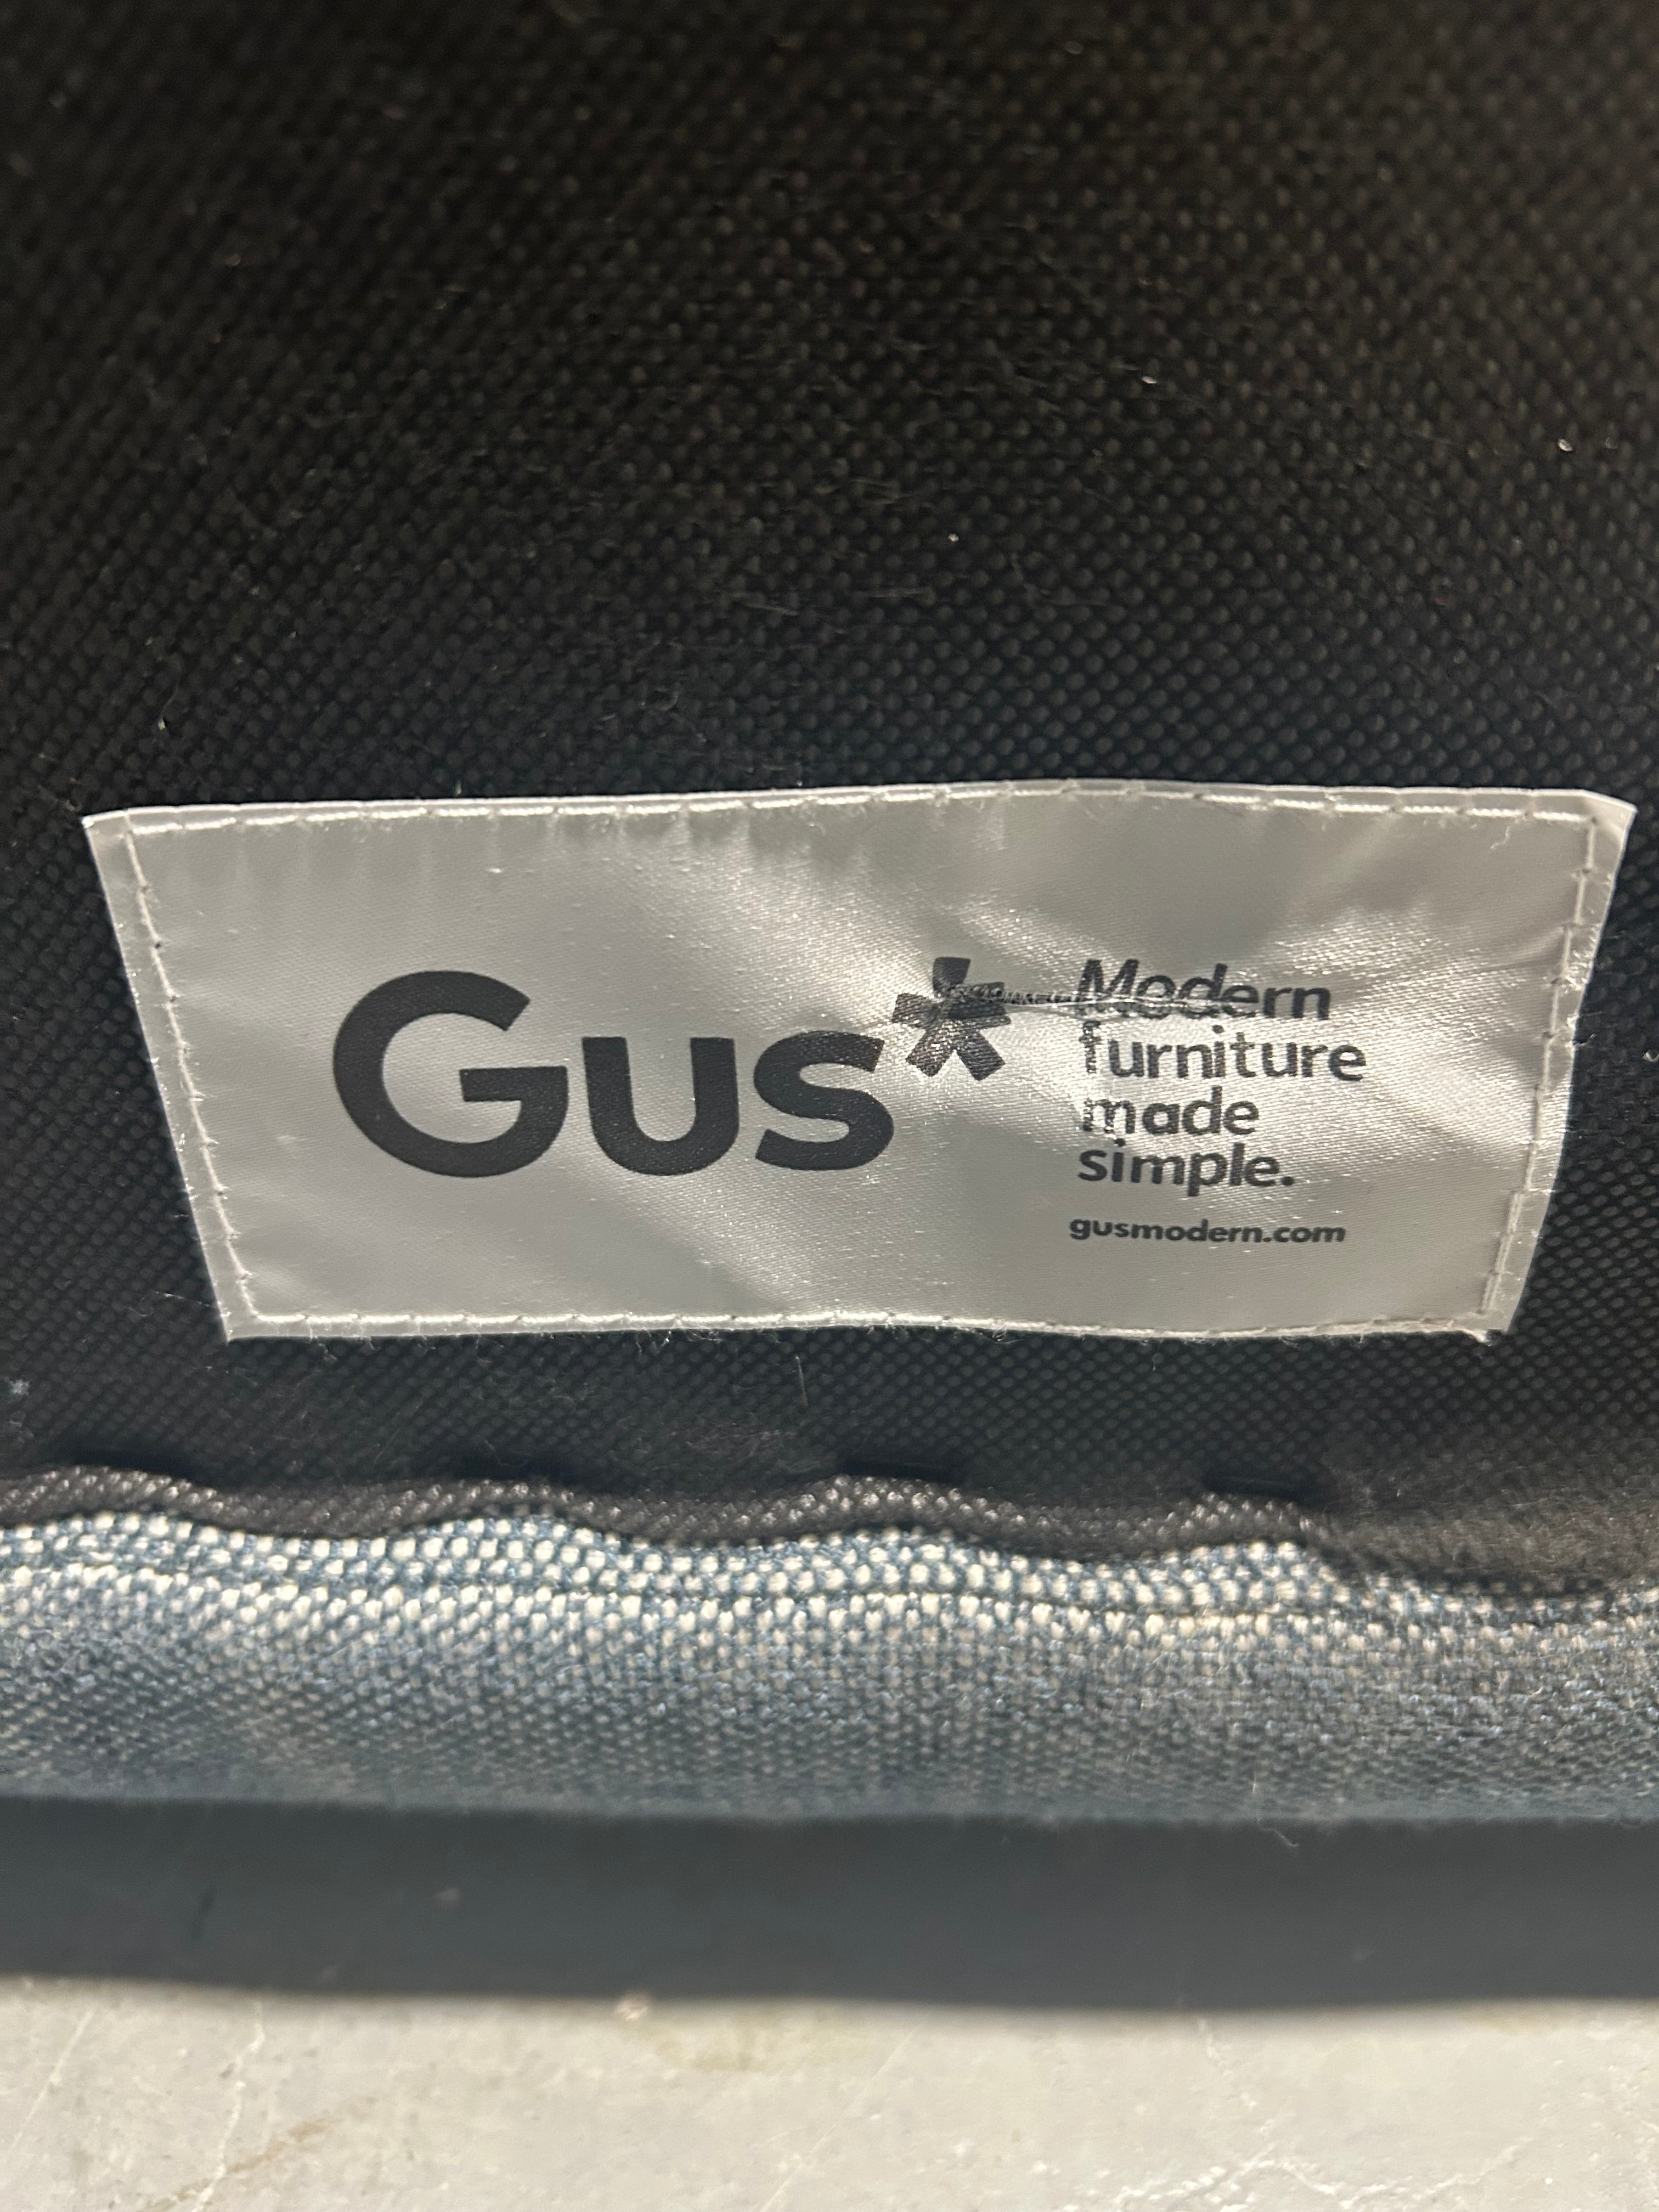 Gus*
Modern
furniture
made
simple.
gusmodern.com